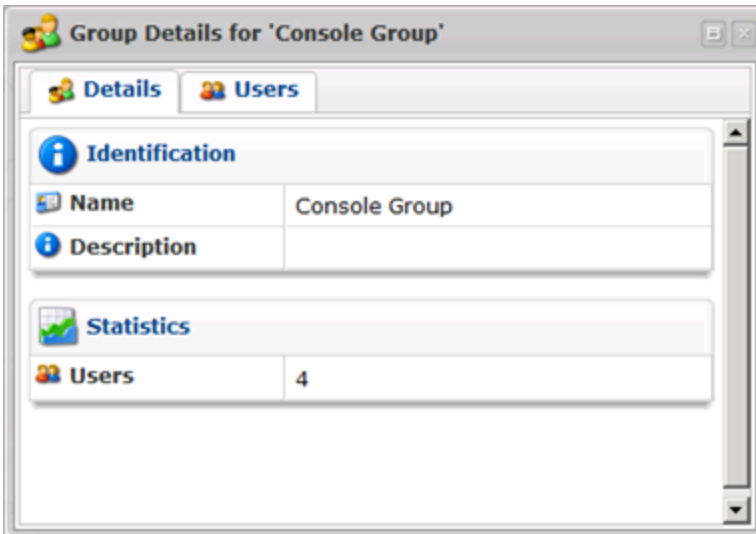 Group Details for 'Console Group'
Details Users
Identification
Name Console Group
Description
Statistics
Users 4